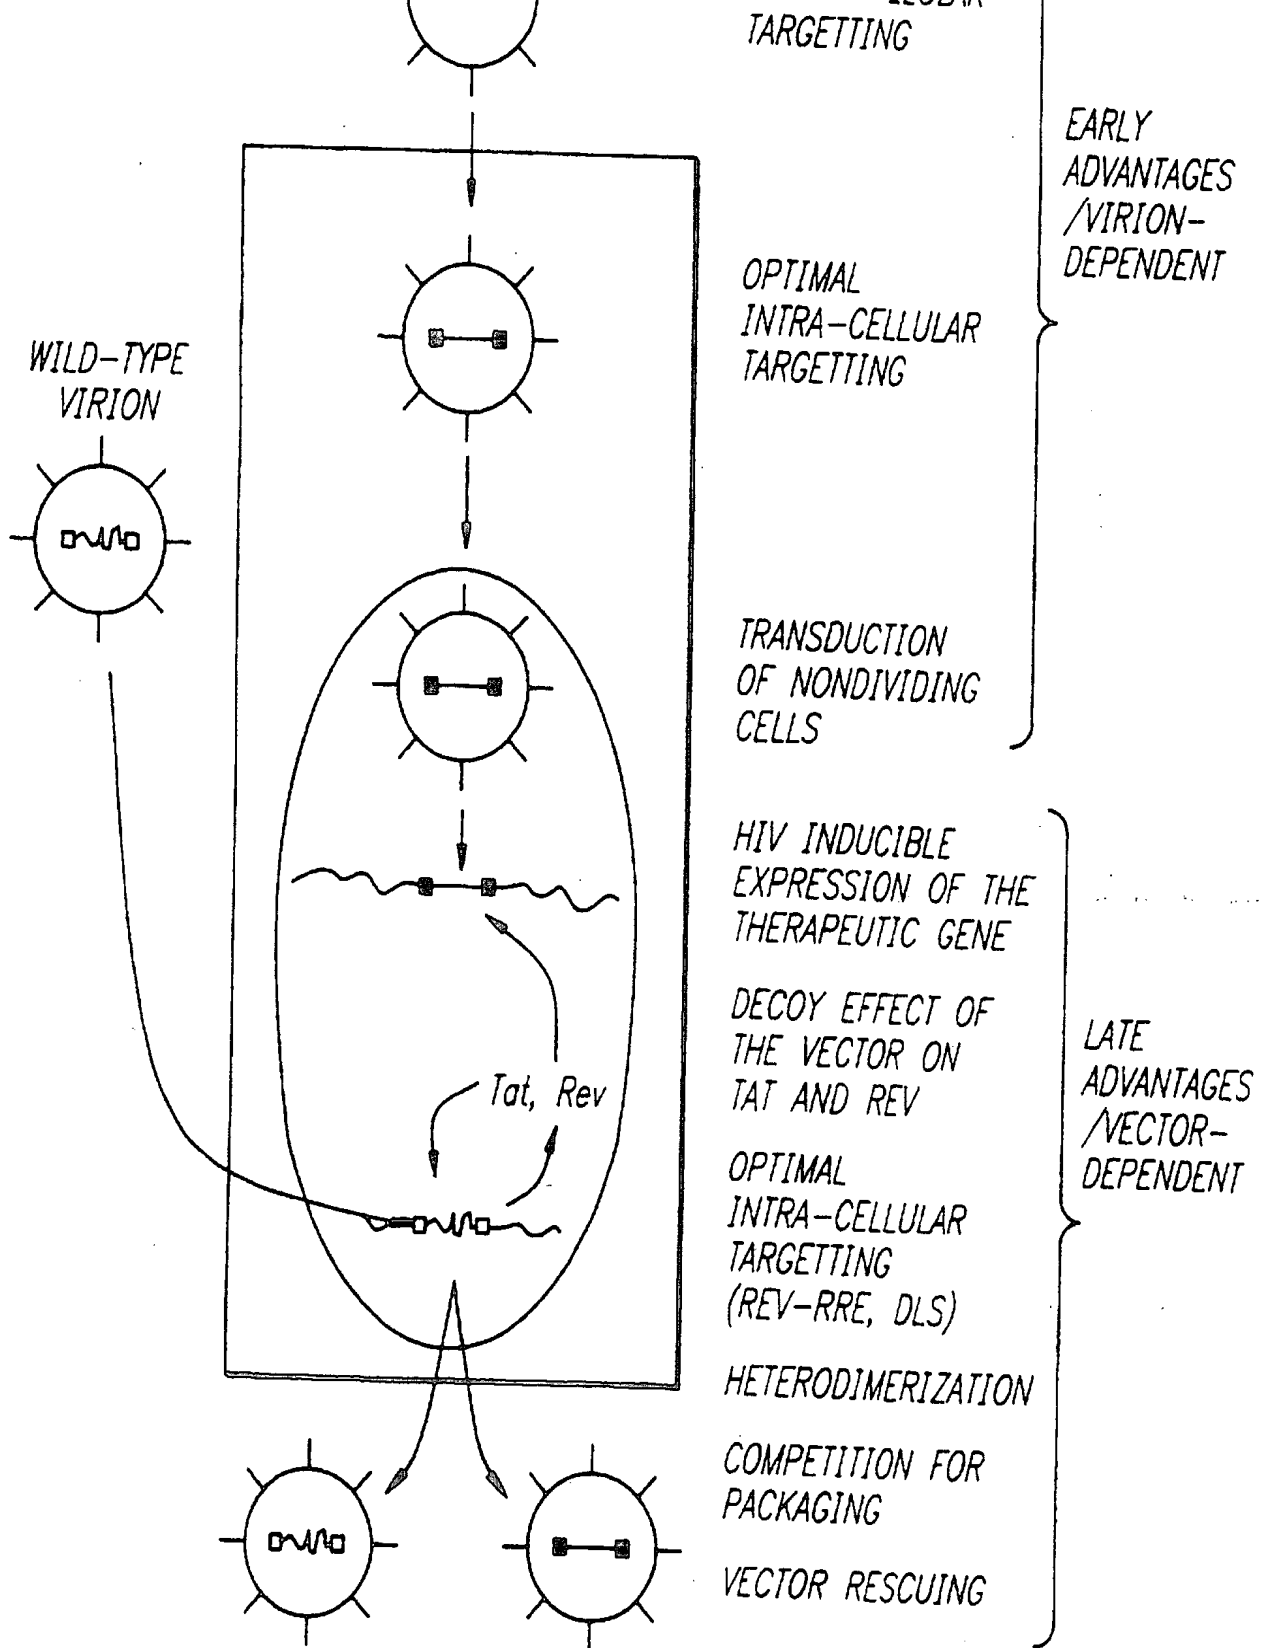 TARGETTING
EARLY
ADVANTAGES
/VIRION-
DEPENDENT
OPTIMAL
INTRA-CELLULAR
TARGETTING
WILD-TYPE
VIRION
TRANSDUCTION
OF NONDIVIDING
CELLS
HIV INDUCIBLE
EXPRESSION OF THE
THERAPEUTIC GENE
DECOY EFFECT OF
THE VECTOR ON
TAT AND REV
LATE
ADVANTAGES
/VECTOR-
DEPENDENT
Tat, Rev
OPTIMAL
INTRA-CELLULAR
TARGETTING
(REV-RRE, DLS)
HETERODIMERIZATION
COMPETITION FOR
PACKAGING
VECTOR RESCUING